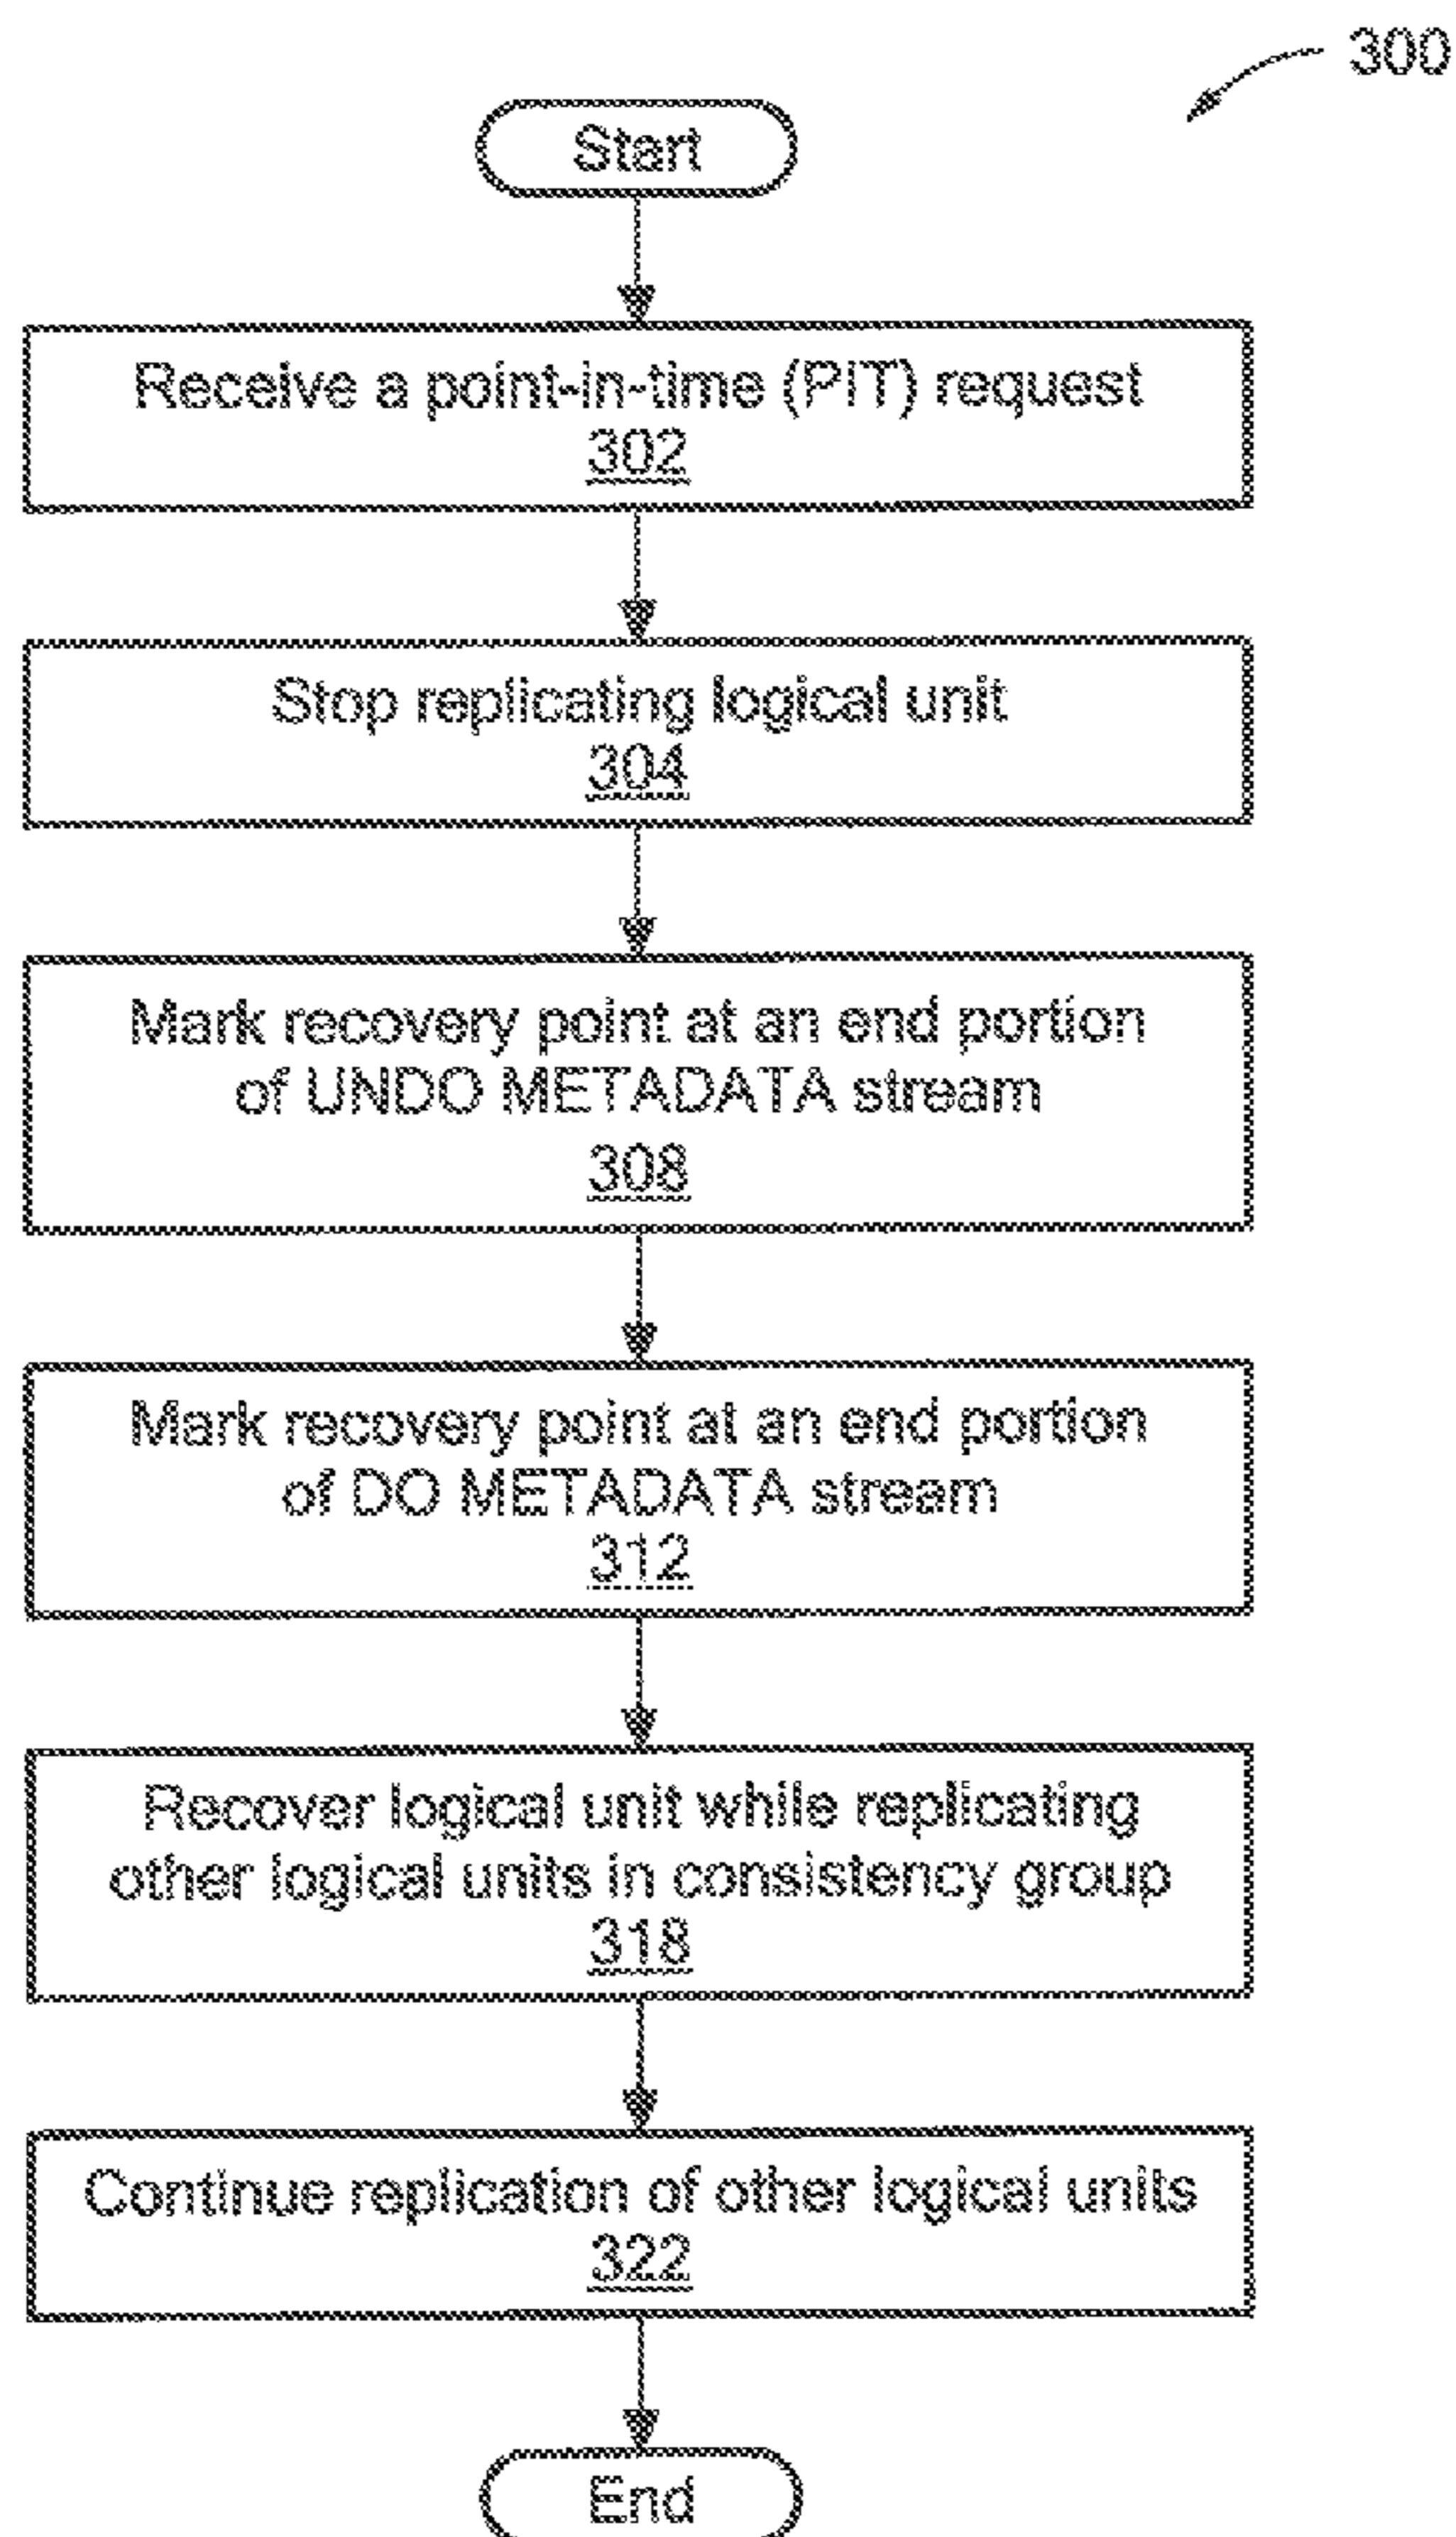 300
Start
Receive a point-in-time (PIT) request
302
Stop replicating logical unit
304
Mark recovery point at an end portion
of UNDO METADATA stream
308
Mark recovery point at an end portion
of DO METADATA stream
312
Recover logical unit while replicating
other logical units in consistency group
318
Continue replication of other logical units
322
End